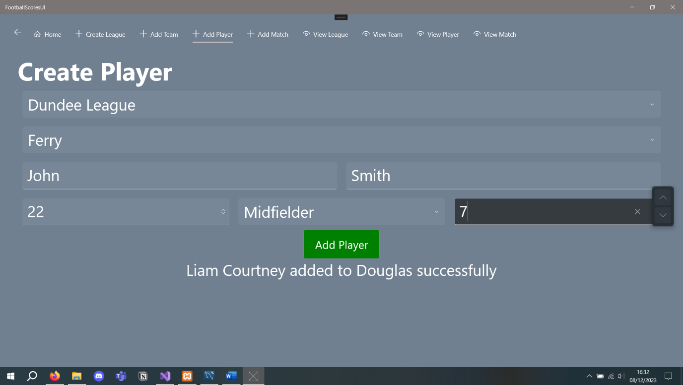 FootballScoresUI
Home Create League Add Team Add Player Add Match View League View Team View Player View Match
Create Player
Dundee League
Ferry
John Smith
22 Midfielder 7
Add Player
Liam Courtney added to Douglas successfully
16:32
08/12/2023